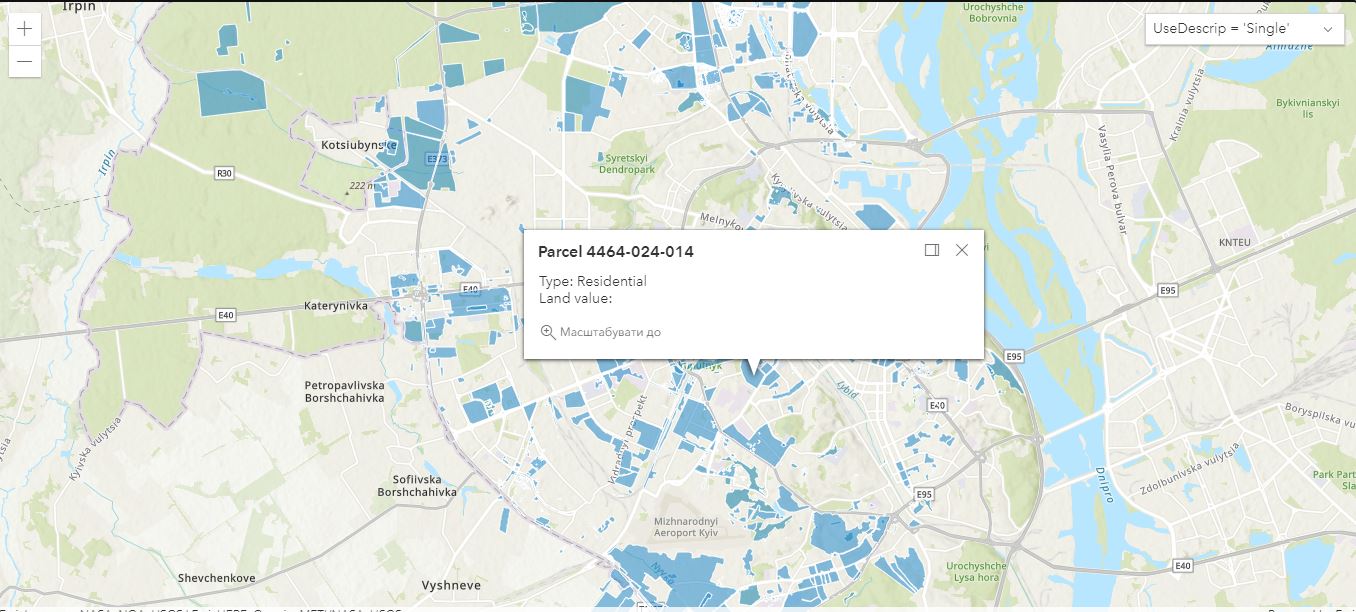 Irpin
Urochyshche
Bobrovnia
UseDescrip = 'Single'
Almuzne
Bykivnianskyi
lis
Krainia vulytsia
Vasylia Perova bulvar
vulytsia
Kotsiubynske
E373
Syretskyi
Dendropark
R30
222 m
Irpin
Melnykov
KNTEU
Parcel 4464-024-014
Type: Residential
Land value:
Масштабувати до
E40
E95
Katerynivka
E40
E95
Petropavlivska
Borshchahivka
Lybid
E40
Boryspilska vulytsia
Kyivska vulytsia
Sofiivska
Borshchahivka
E95
Dnipro
Zdolbunivska vulytsia
Park Part
Sla
Mizhnarodnyi
Aeroport Kyiv
Urochyshche
Lysa hora
E40
Shevchenkove
Vyshneve